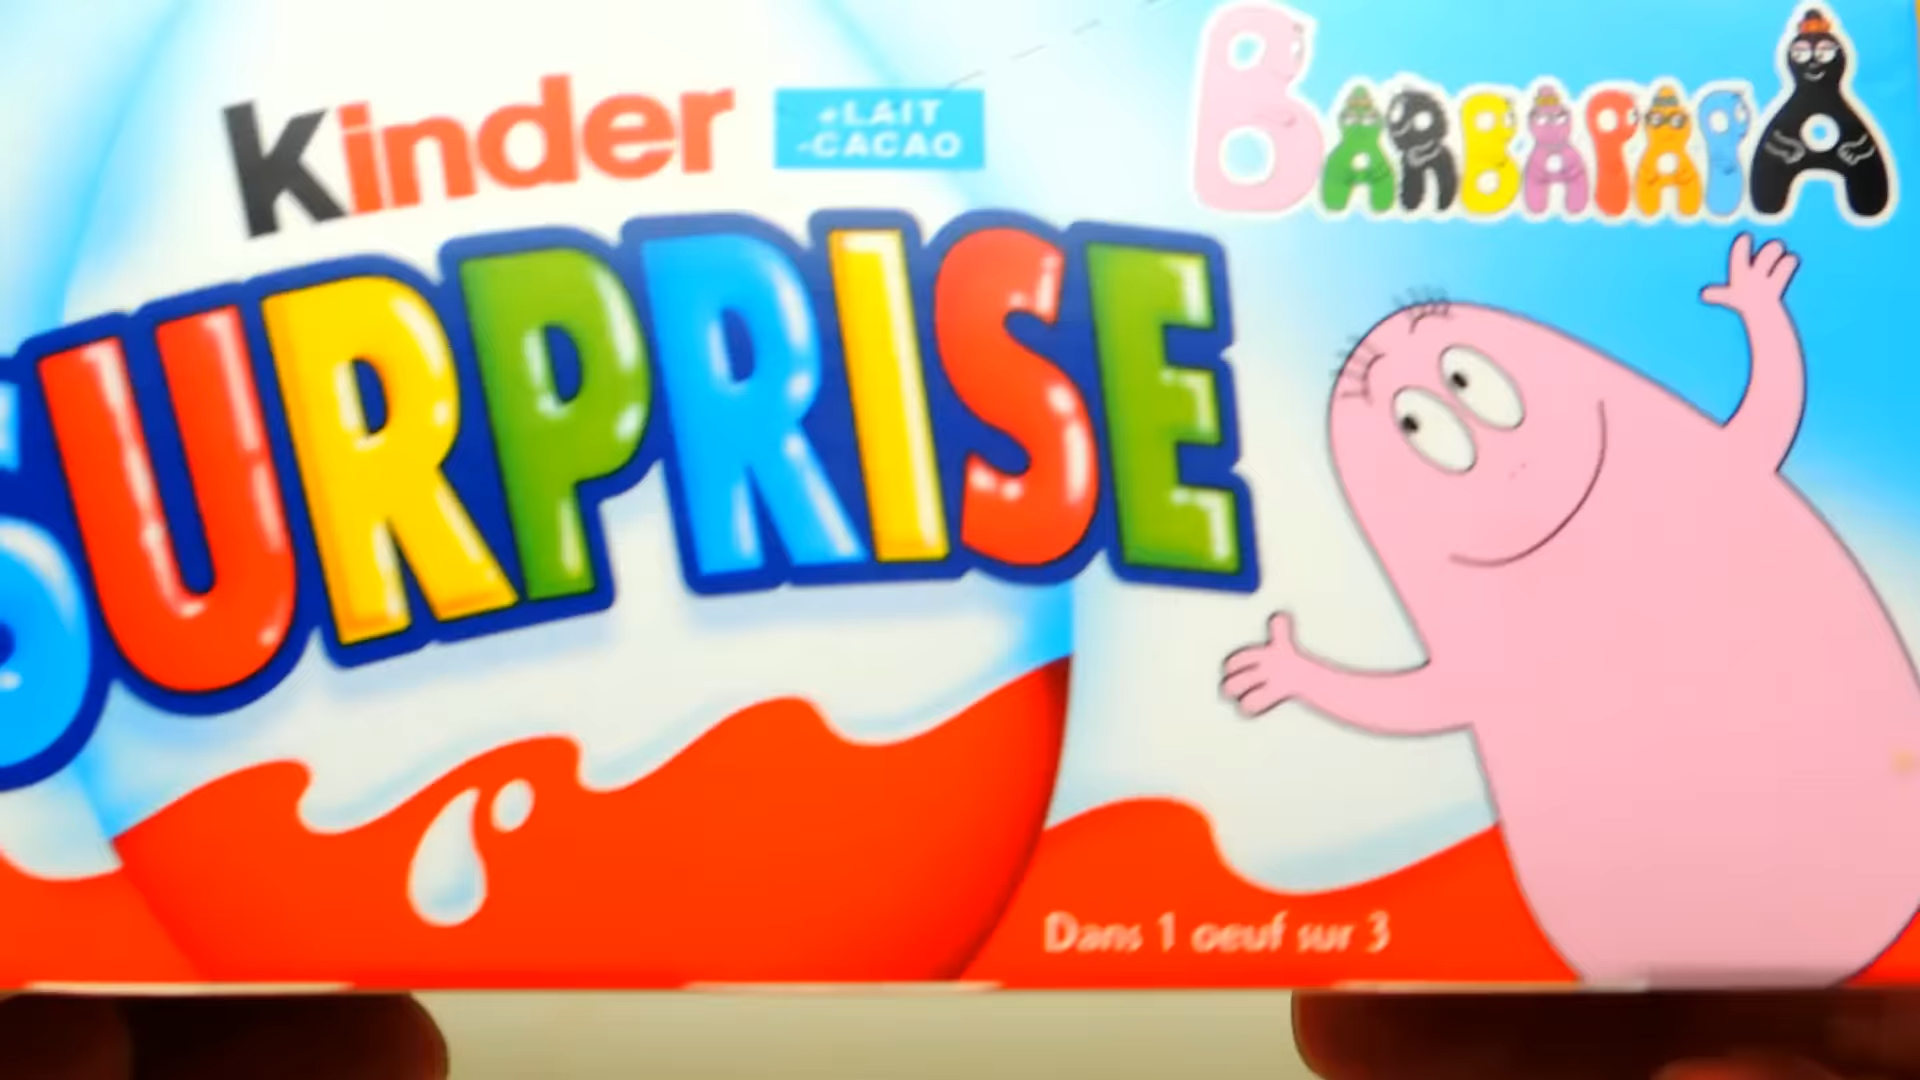 Kinder
+LAIT
-CACAO
SURPRISE
BARBAPAPA
Dans 1 oeuf sur 3